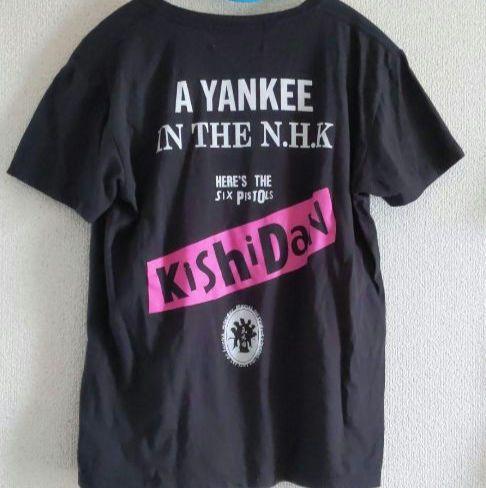 A YANKEE
IN THE N.H.K
HERE'S THE
SIX PISTOLS
KiShiDaN